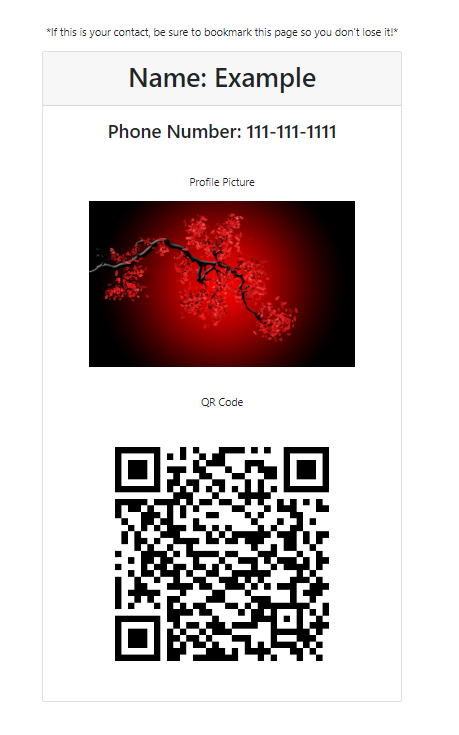 *If this is your contact, be sure to bookmark this page so you don't lose it!*
Name: Example
Phone Number: 111-111-1111
Profile Picture
QR Code